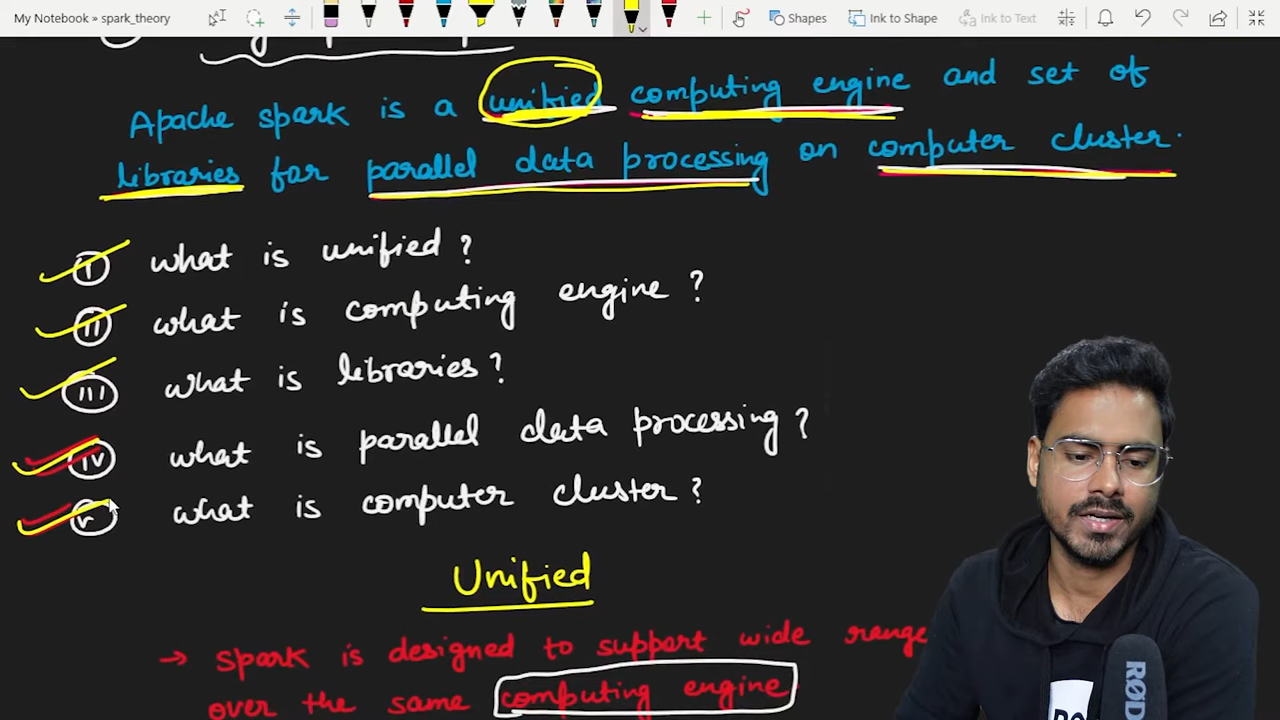 My Notebook » spark_theory
Shapes
Ink to Shape
Ink to Text
Apache spark is a unified computing engine and set of
libraries for parallel data processing on computer cluster.
i what is unified?
ii what is computing engine?
iii what is libraries?
iv what is parallel data processing?
v what is computer cluster?
Unified
→ spark is designed to support wide range
over the same computing engine
RØD